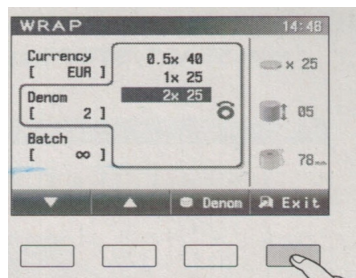 WRAP 14:48
Currency
[ EUR ]
Denom
[ 2 ]
Batch
[ ∞ ]
0.5x 40
1x 25
2x 25
x 25
05
78mm
▼ ▲ Denom Exit